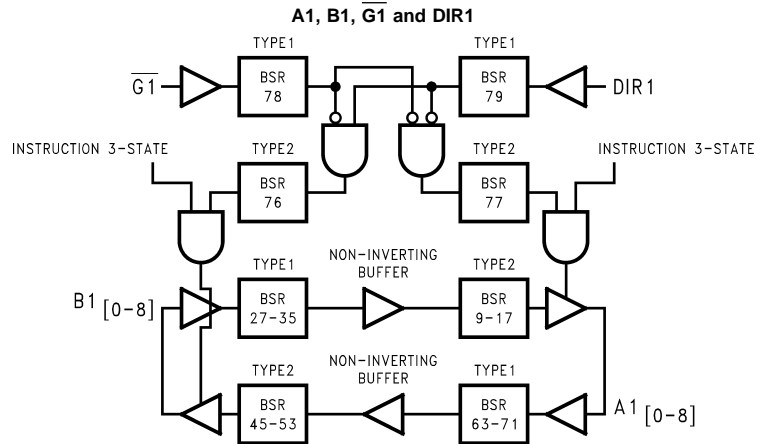 A1, B1, G1 and DIR1
TYPE1
TYPE1
G1
BSR
78
BSR
79
DIR1
INSTRUCTION 3-STATE
TYPE2
TYPE2
INSTRUCTION 3-STATE
BSR
76
BSR
77
TYPE1
NON-INVERTING
BUFFER
TYPE2
B1 [0-8]
BSR
27-35
BSR
9-17
TYPE2
NON-INVERTING
BUFFER
TYPE1
BSR
45-53
BSR
63-71
A1 [0-8]